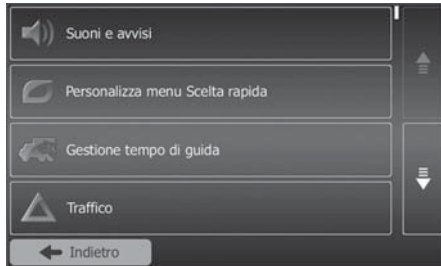 Suoni e avvisi
Personalizza menu Scelta rapida
Gestione tempo di guida
Traffico
Indietro